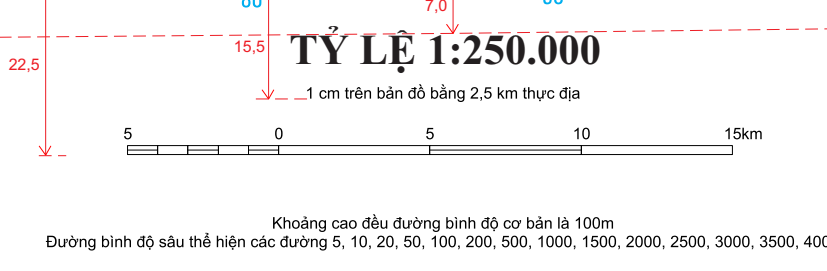 7,0
15,5
TỶ LỆ 1:250.000
22,5
1 cm trên bản đồ bằng 2,5 km thực địa
5 0 5 10 15km
Khoảng cao đều đường bình độ cơ bản là 100m
Đường bình độ sâu thể hiện các đường 5, 10, 20, 50, 100, 200, 500, 1000, 1500, 2000, 2500, 3000, 3500,